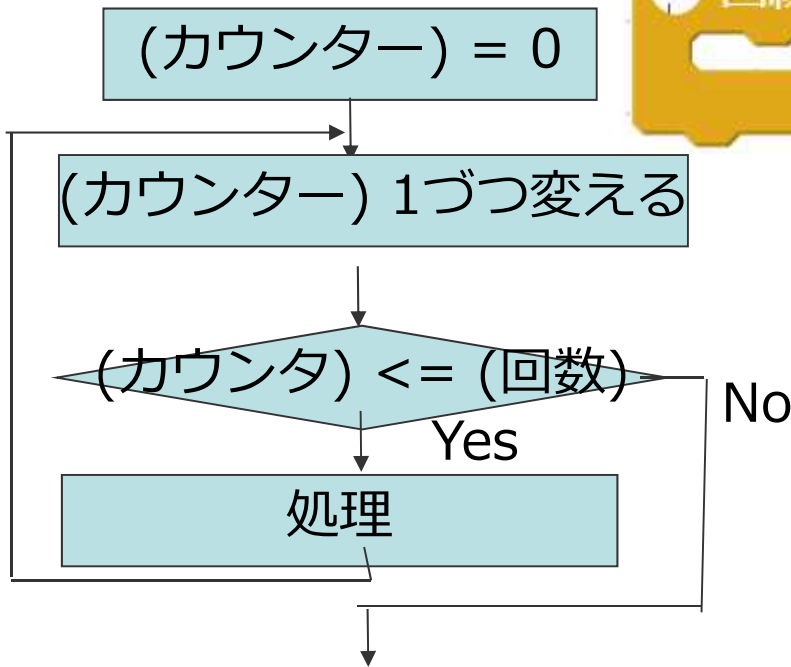 (カウンター) = 0
(カウンター) 1づつ変える
(カウンタ) <= (回数)
No
Yes
処理